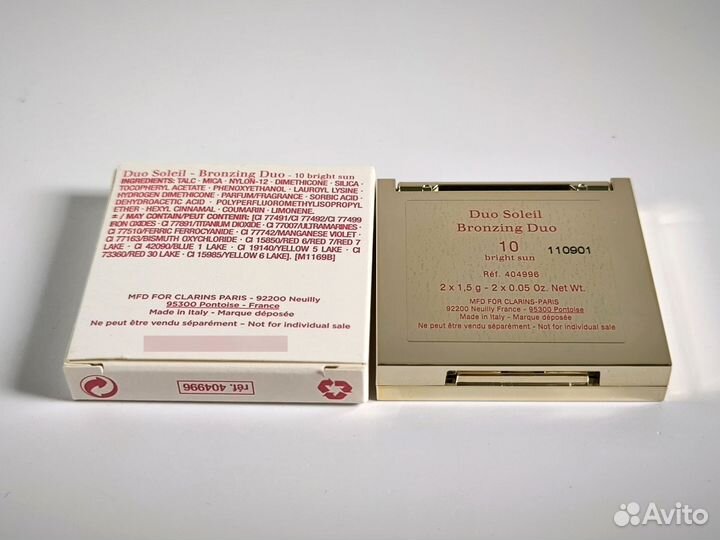 Duo Soleil - Bronzing Duo - 10 bright sun
INGREDIENTS: TALC · MICA · NYLON-12 · DIMETHICONE · SILICA ·
TOCOPHERYL ACETATE · PHENOXYETHANOL · LAUROYL LYSINE ·
HYDROGEN DIMETHICONE · PARFUM/FRAGRANCE · SORBIC ACID ·
DEHYDROACETIC ACID · POLYPERFLUOROMETHYLISOPROPYL
ETHER · HEXYL CINNAMAL · COUMARIN · LIMONENE.
± / MAY CONTAIN/PEUT CONTENIR: [CI 77491/CI 77492/CI 77499
IRON OXIDES · CI 77891/TITANIUM DIOXIDE · CI 77007/ULTRAMARINES ·
CI 77510/FERRIC FERROCYANIDE · CI 77742/MANGANESE VIOLET ·
CI 77163/BISMUTH OXYCHLORIDE · CI 15850/RED 6/RED 7/RED 7
LAKE · CI 42090/BLUE 1 LAKE · CI 19140/YELLOW 5 LAKE · CI
73360/RED 30 LAKE · CI 15985/YELLOW 6 LAKE]. [M1169B]
MFD FOR CLARINS PARIS - 92200 Neuilly
95300 Pontoise - France
Made in Italy - Marque déposée
Ne peut être vendu séparément - Not for individual sale
réf. 404996
Duo Soleil
Bronzing Duo
10
bright sun
110901
Réf. 404996
2 x 1,5 g - 2 x 0.05 Oz. Net Wt.
MFD FOR CLARINS-PARIS
92200 Neuilly France - 95300 Pontoise
Made in Italy - Marque déposée
Ne peut être vendu séparément - Not for individual sale
Avito